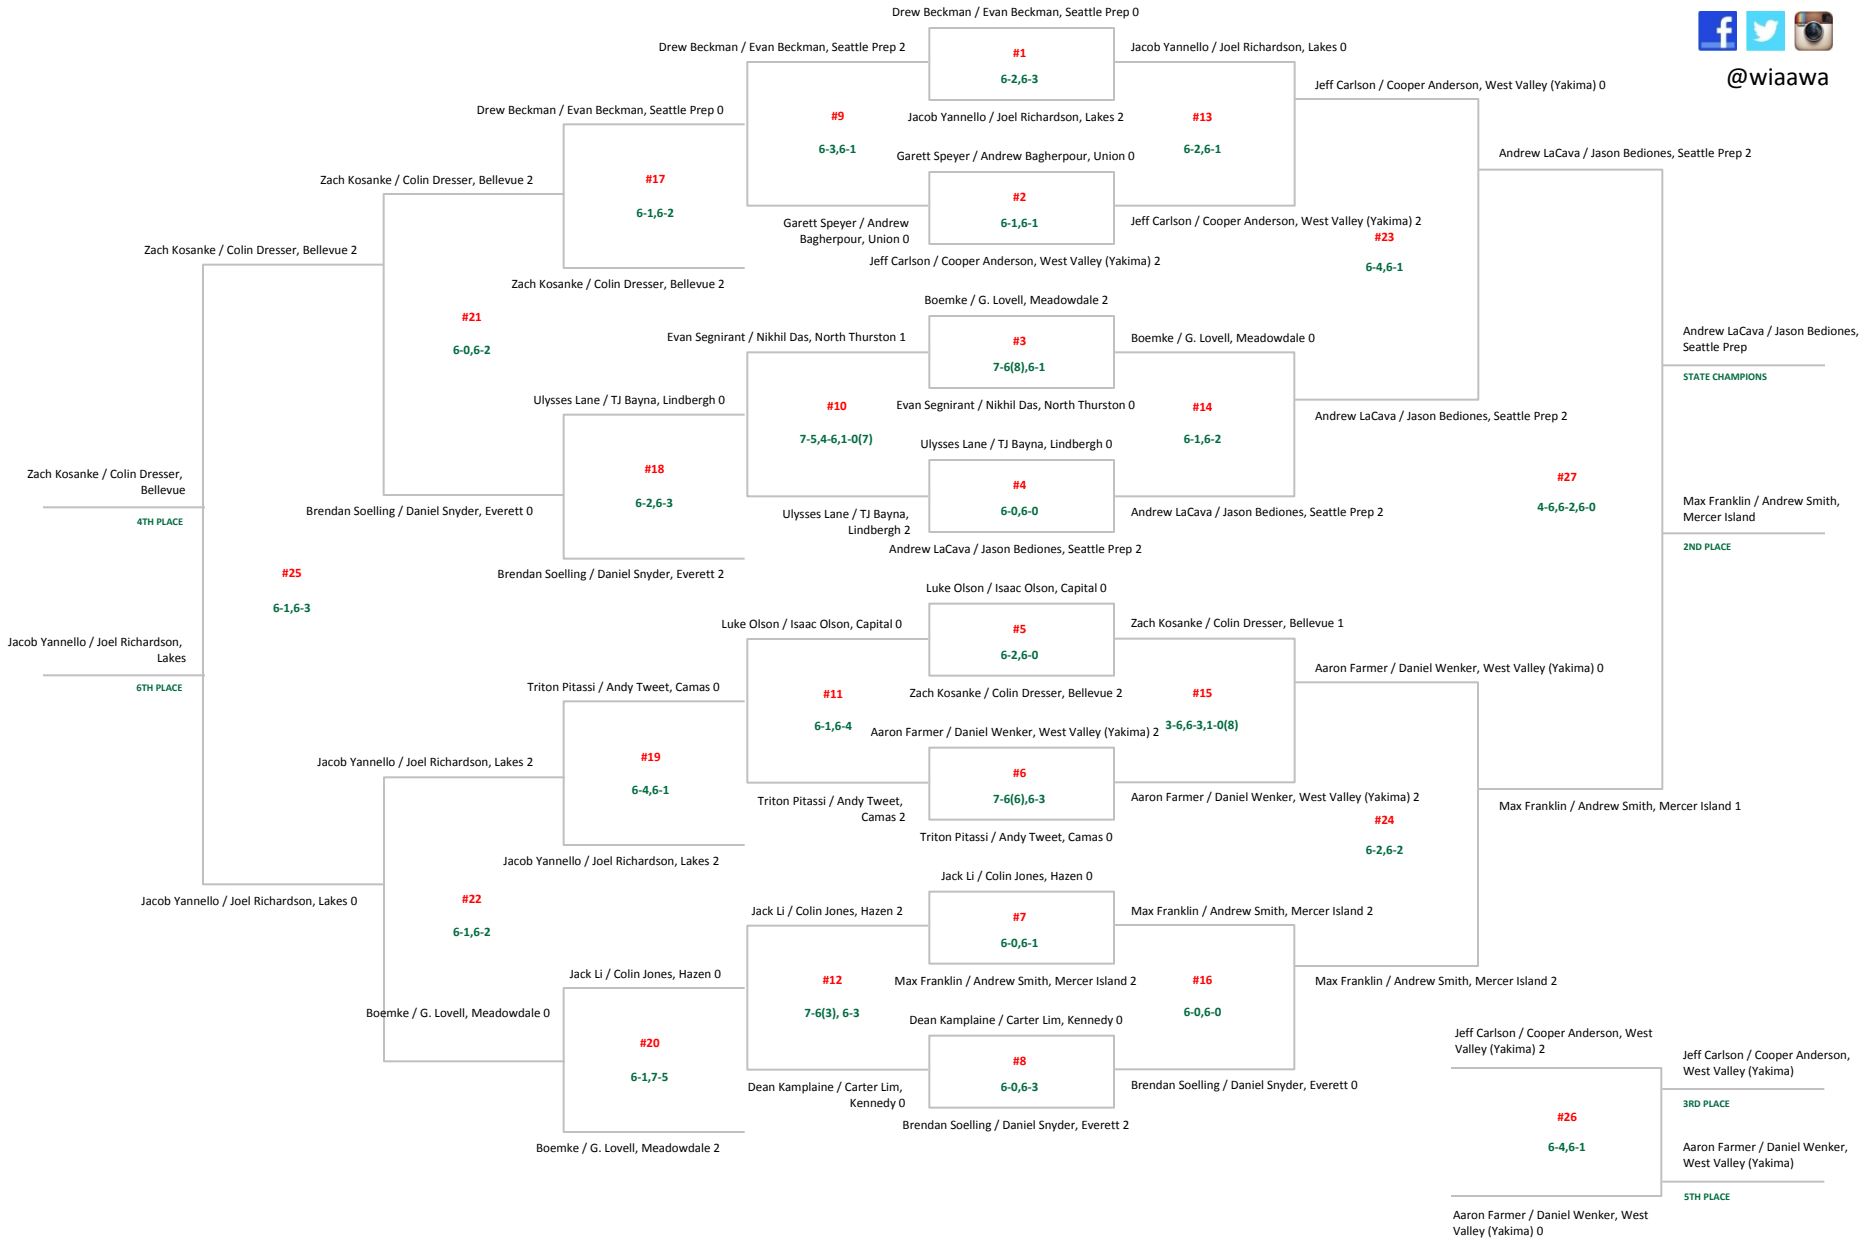 Drew Beckman / Evan Beckman, Seattle Prep 0
Drew Beckman / Evan Beckman, Seattle Prep 2
#1
Jacob Yannello / Joel Richardson, Lakes 0
6-2,6-3
@wiaawa
Jeff Carlson / Cooper Anderson, West Valley (Yakima) 0
Drew Beckman / Evan Beckman, Seattle Prep 0
#9
Jacob Yannello / Joel Richardson, Lakes 2
#13
6-3,6-1
6-2,6-1
Garett Speyer / Andrew Bagherpour, Union 0
Andrew LaCava / Jason Bediones, Seattle Prep 2
Zach Kosanke / Colin Dresser, Bellevue 2
#17
#2
6-1,6-2
6-1,6-1
Garett Speyer / Andrew
Bagherpour, Union 0
Jeff Carlson / Cooper Anderson, West Valley (Yakima) 2
#23
Zach Kosanke / Colin Dresser, Bellevue 2
Jeff Carlson / Cooper Anderson, West Valley (Yakima) 2
6-4,6-1
Zach Kosanke / Colin Dresser, Bellevue 2
Boemke / G. Lovell, Meadowdale 2
#21
6-0,6-2
Evan Segnirant / Nikhil Das, North Thurston 1
#3
Boemke / G. Lovell, Meadowdale 0
7-6(8),6-1
Andrew LaCava / Jason Bediones,
Seattle Prep
STATE CHAMPIONS
Ulysses Lane / TJ Bayna, Lindbergh 0
#10
Evan Segnirant / Nikhil Das, North Thurston 0
#14
Andrew LaCava / Jason Bediones, Seattle Prep 2
7-5,4-6,1-0(7)
Ulysses Lane / TJ Bayna, Lindbergh 0
6-1,6-2
Zach Kosanke / Colin Dresser,
Bellevue
4TH PLACE
#18
6-2,6-3
#4
6-0,6-0
#27
4-6,6-2,6-0
Max Franklin / Andrew Smith,
Mercer Island
2ND PLACE
Brendan Soelling / Daniel Snyder, Everett 0
Ulysses Lane / TJ Bayna,
Lindbergh 2
Andrew LaCava / Jason Bediones, Seattle Prep 2
Andrew LaCava / Jason Bediones, Seattle Prep 2
#25
6-1,6-3
Brendan Soelling / Daniel Snyder, Everett 2
Luke Olson / Isaac Olson, Capital 0
Luke Olson / Isaac Olson, Capital 0
#5
Zach Kosanke / Colin Dresser, Bellevue 1
6-2,6-0
Jacob Yannello / Joel Richardson,
Lakes
6TH PLACE
Aaron Farmer / Daniel Wenker, West Valley (Yakima) 0
Triton Pitassi / Andy Tweet, Camas 0
#11
Zach Kosanke / Colin Dresser, Bellevue 2
#15
6-1,6-4
Aaron Farmer / Daniel Wenker, West Valley (Yakima) 2
3-6,6-3,1-0(8)
Jacob Yannello / Joel Richardson, Lakes 2
#19
6-4,6-1
#6
7-6(6),6-3
Triton Pitassi / Andy Tweet,
Camas 2
Aaron Farmer / Daniel Wenker, West Valley (Yakima) 2
Max Franklin / Andrew Smith, Mercer Island 1
#24
6-2,6-2
Triton Pitassi / Andy Tweet, Camas 0
Jacob Yannello / Joel Richardson, Lakes 2
Jack Li / Colin Jones, Hazen 0
Jacob Yannello / Joel Richardson, Lakes 0
#22
6-1,6-2
Jack Li / Colin Jones, Hazen 2
#7
Max Franklin / Andrew Smith, Mercer Island 2
6-0,6-1
Jack Li / Colin Jones, Hazen 0
#12
Max Franklin / Andrew Smith, Mercer Island 2
#16
Max Franklin / Andrew Smith, Mercer Island 2
Boemke / G. Lovell, Meadowdale 0
7-6(3), 6-3
Dean Kamplaine / Carter Lim, Kennedy 0
6-0,6-0
#20
6-1,7-5
#8
6-0,6-3
Jeff Carlson / Cooper Anderson, West
Valley (Yakima) 2
Jeff Carlson / Cooper Anderson,
West Valley (Yakima)
3RD PLACE
Dean Kamplaine / Carter Lim,
Kennedy 0
Brendan Soelling / Daniel Snyder, Everett 0
Brendan Soelling / Daniel Snyder, Everett 2
#26
6-4,6-1
Boemke / G. Lovell, Meadowdale 2
Aaron Farmer / Daniel Wenker,
West Valley (Yakima)
5TH PLACE
Aaron Farmer / Daniel Wenker, West
Valley (Yakima) 0